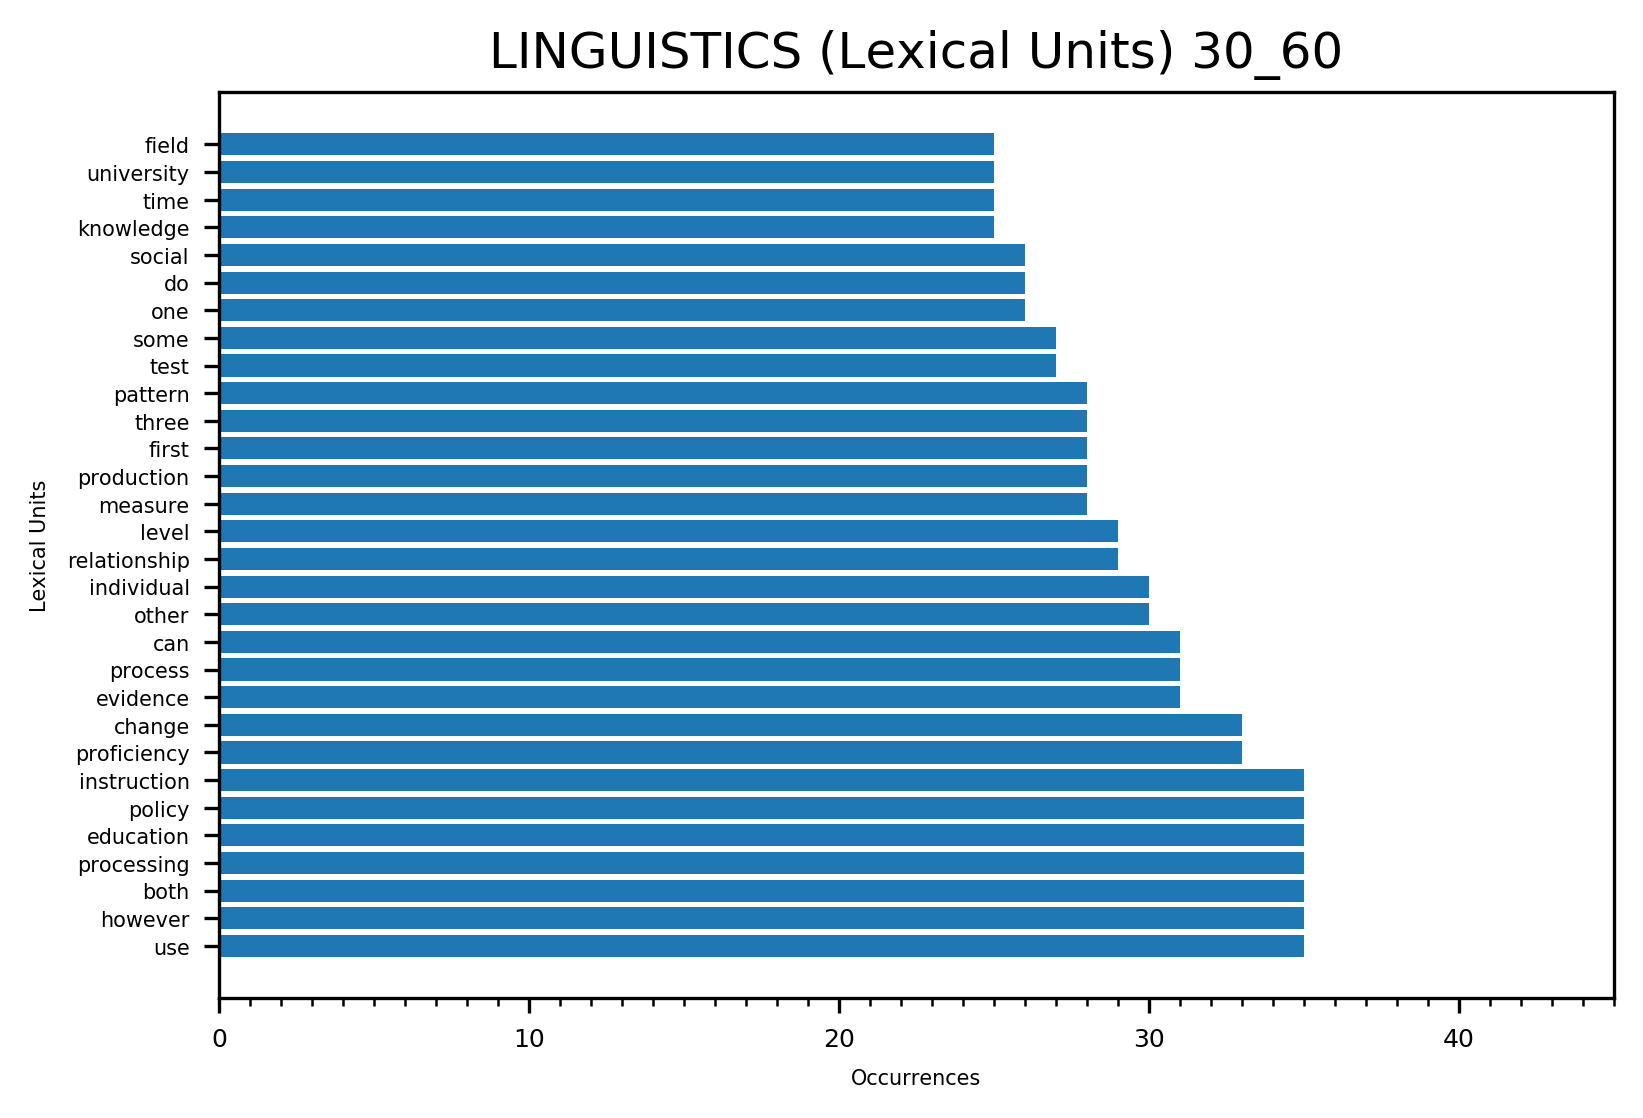 LINGUISTICS (Lexical Units) 30_60
field
university
time
knowledge
social
do
one
some
test
pattern
three
first
production
measure
level
relationship
individual
other
can
process
evidence
change
proficiency
instruction
policy
education
processing
both
however
use
Lexical Units
0 10 20 30 40
Occurrences